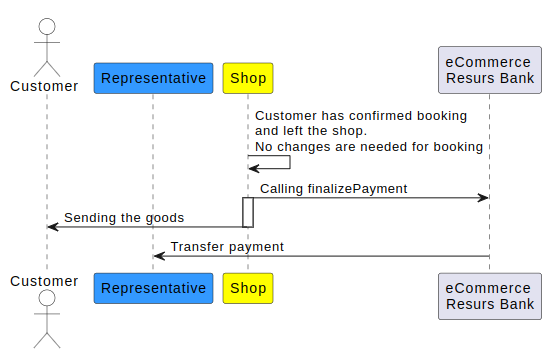 Customer
Representative
Shop
eCommerce
Resurs Bank
Customer has confirmed booking
and left the shop.
No changes are needed for booking
Calling finalizePayment
Sending the goods
Transfer payment
Customer
Representative
Shop
eCommerce
Resurs Bank